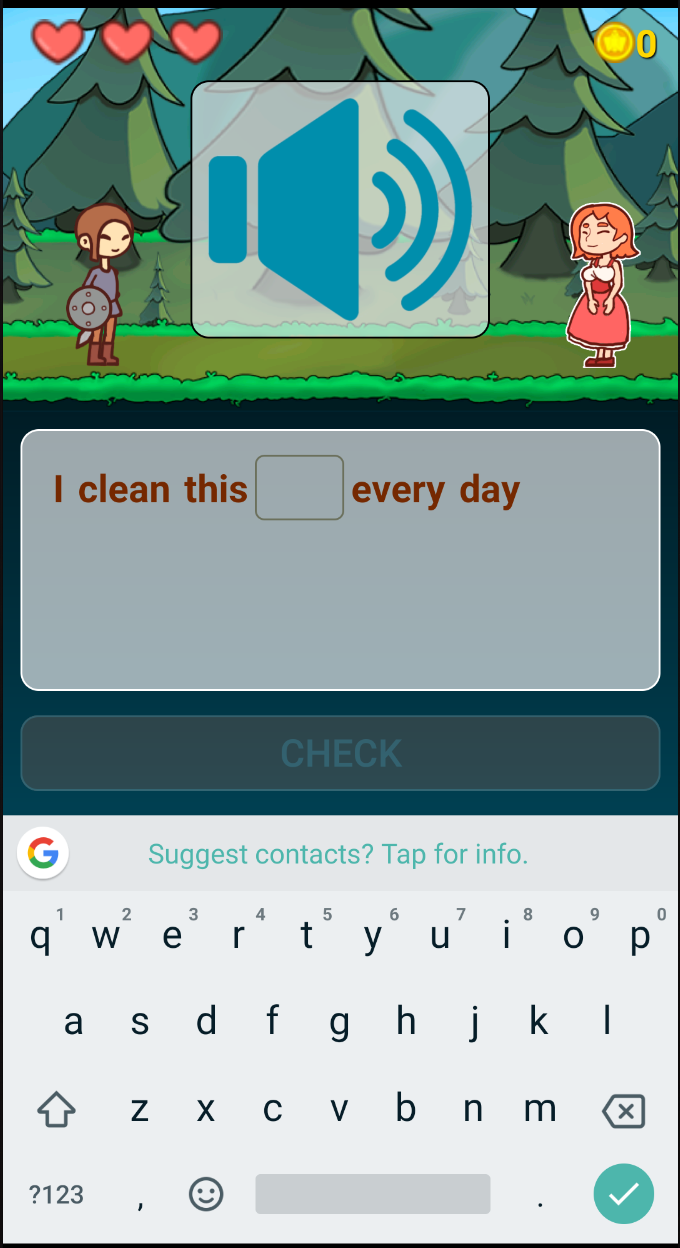 0
I clean this every day
CHECK
Suggest contacts? Tap for info.
1 2 3 4 5 6 7 8 9 0
q w e r t y u i o p
a s d f g h j k l
z x c v b n m
?123 , .